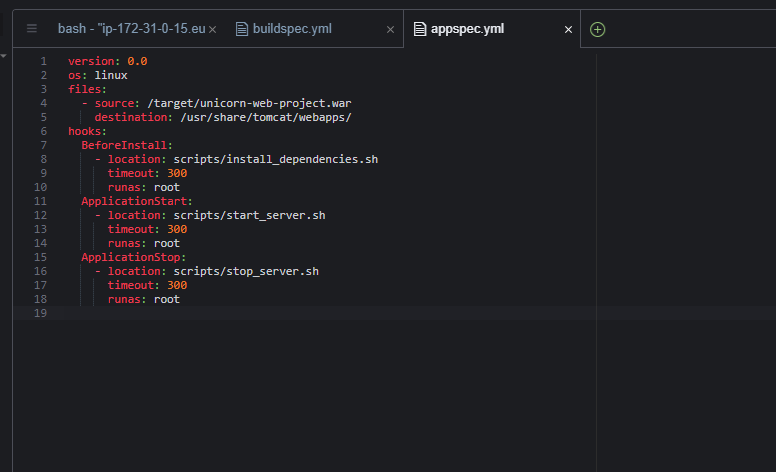 bash - "ip-172-31-0-15.eu × buildspec.yml × appspec.yml ×
1 version: 0.0
2 os: linux
3 files:
4   - source: /target/unicorn-web-project.war
5     destination: /usr/share/tomcat/webapps/
6 hooks:
7   BeforeInstall:
8     - location: scripts/install_dependencies.sh
9       timeout: 300
10       runas: root
11   ApplicationStart:
12     - location: scripts/start_server.sh
13       timeout: 300
14       runas: root
15   ApplicationStop:
16     - location: scripts/stop_server.sh
17       timeout: 300
18       runas: root
19